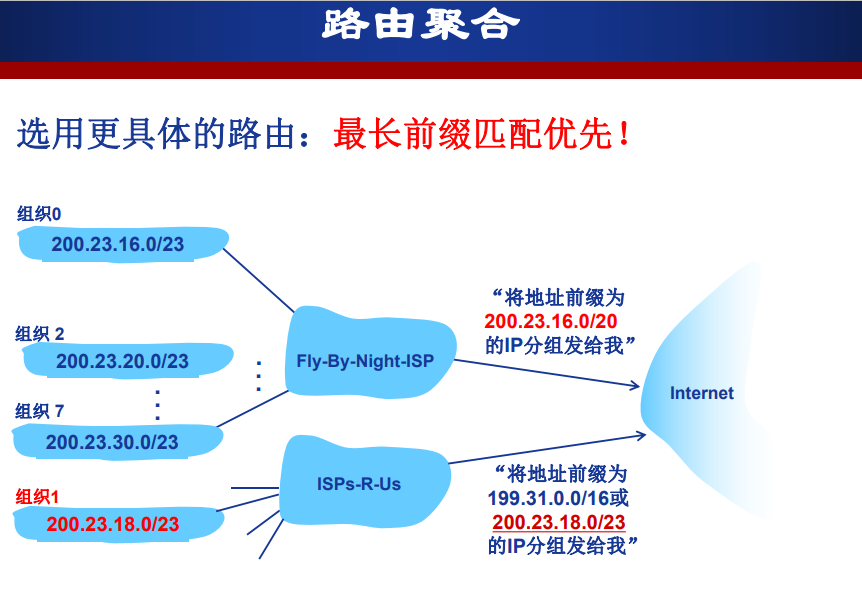 路由聚合
选用更具体的路由：最长前缀匹配优先！
组织0
200.23.16.0/23
组织 2
200.23.20.0/23
组织 7
200.23.30.0/23
组织1
200.23.18.0/23
Fly-By-Night-ISP
ISPs-R-Us
“将地址前缀为
200.23.16.0/20
的IP分组发给我”
Internet
“将地址前缀为
199.31.0.0/16或
200.23.18.0/23
的IP分组发给我”